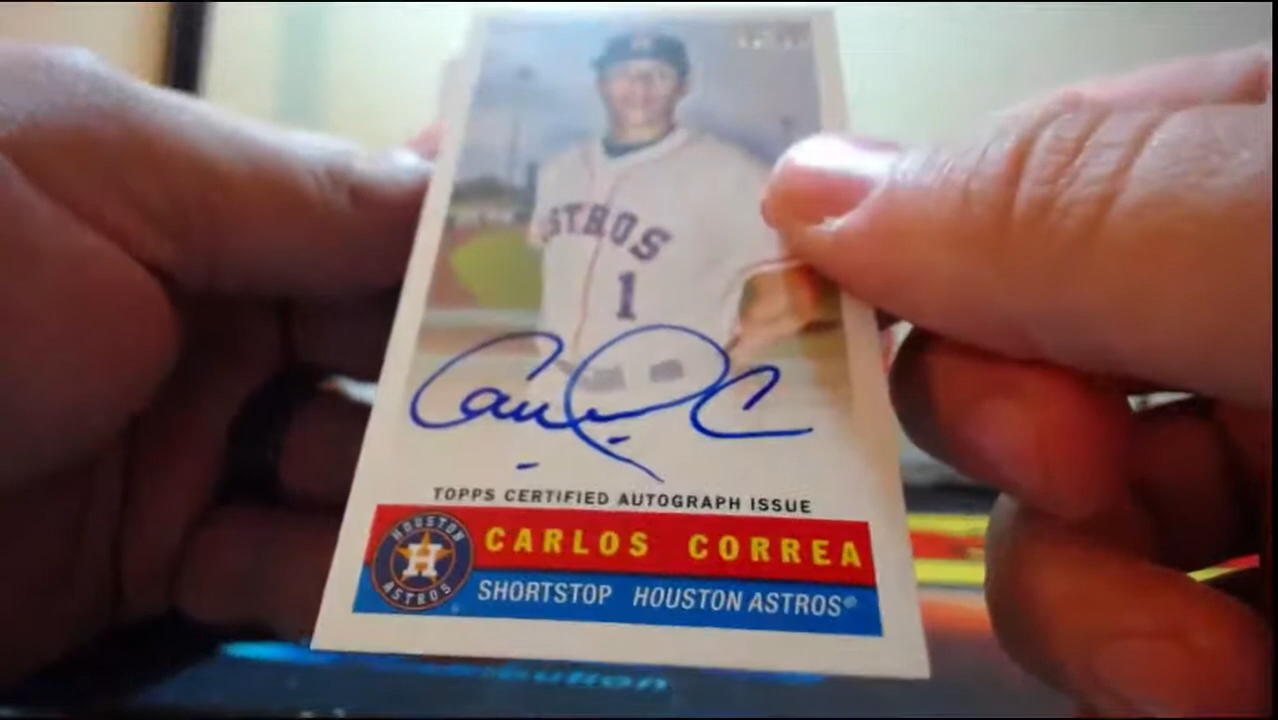 ASTROS
1
TOPPS CERTIFIED AUTOGRAPH ISSUE
HOUSTON
H
ASTROS
CARLOS CORREA
SHORTSTOP HOUSTON ASTROS®